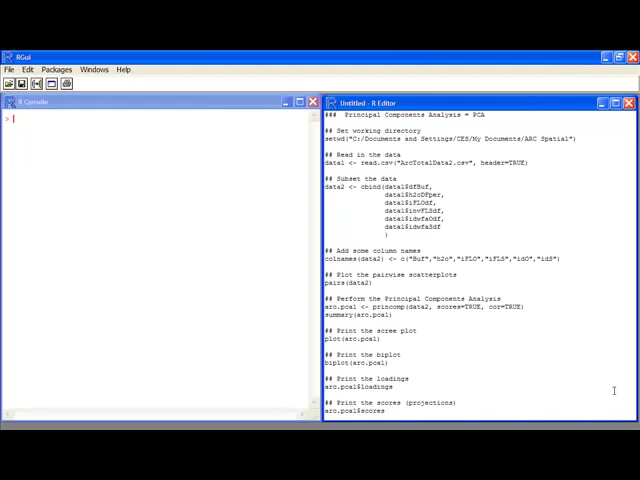 RGui
File Edit Packages Windows Help
R Console
>
Untitled - R Editor
### Principal Components Analysis = PCA
## Set working directory
setwd("C:/Documents and Settings/CES/My Documents/ARC Spatial")
## Read in the data
data1 <- read.csv("ArcTotalData2.csv", header=TRUE)
## Subset the data
data2 <- cbind(data1$dfBuf,
data1$h2cDFper,
data1$iFLOdf,
data1$invFLSdf,
data1$idwfaOdf,
data1$idwfaSdf
)
## Add some column names
colnames(data2) <- c("Buf","h2c","iFLO","iFLS","idO","idS")
## Plot the pairwise scatterplots
pairs(data2)
## Perform the Principal Components Analysis
arc.pca1 <- princomp(data2, scores=TRUE, cor=TRUE)
summary(arc.pca1)
## Print the scree plot
plot(arc.pca1)
## Print the biplot
biplot(arc.pca1)
## Print the loadings
arc.pca1$loadings
## Print the scores (projections)
arc.pca1$scores